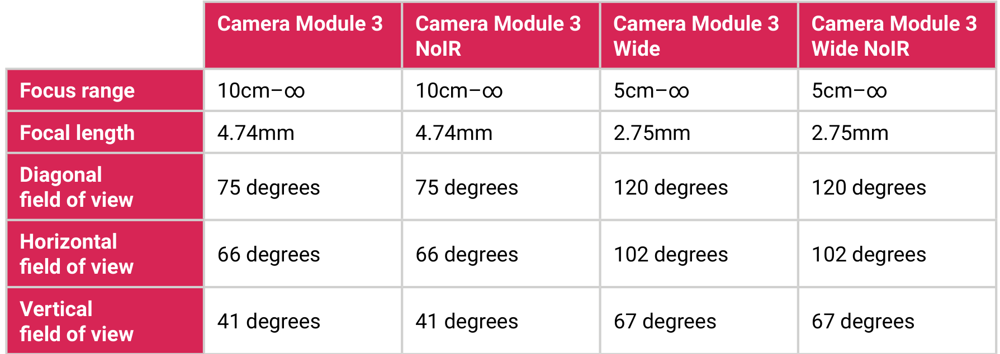 Camera Module 3 Camera Module 3 Camera Module 3 Camera Module 3
NoIR Wide Wide NoIR
Focus range 10cm–∞ 10cm–∞ 5cm–∞ 5cm–∞
Focal length 4.74mm 4.74mm 2.75mm 2.75mm
Diagonal
field of view 75 degrees 75 degrees 120 degrees 120 degrees
Horizontal
field of view 66 degrees 66 degrees 102 degrees 102 degrees
Vertical
field of view 41 degrees 41 degrees 67 degrees 67 degrees